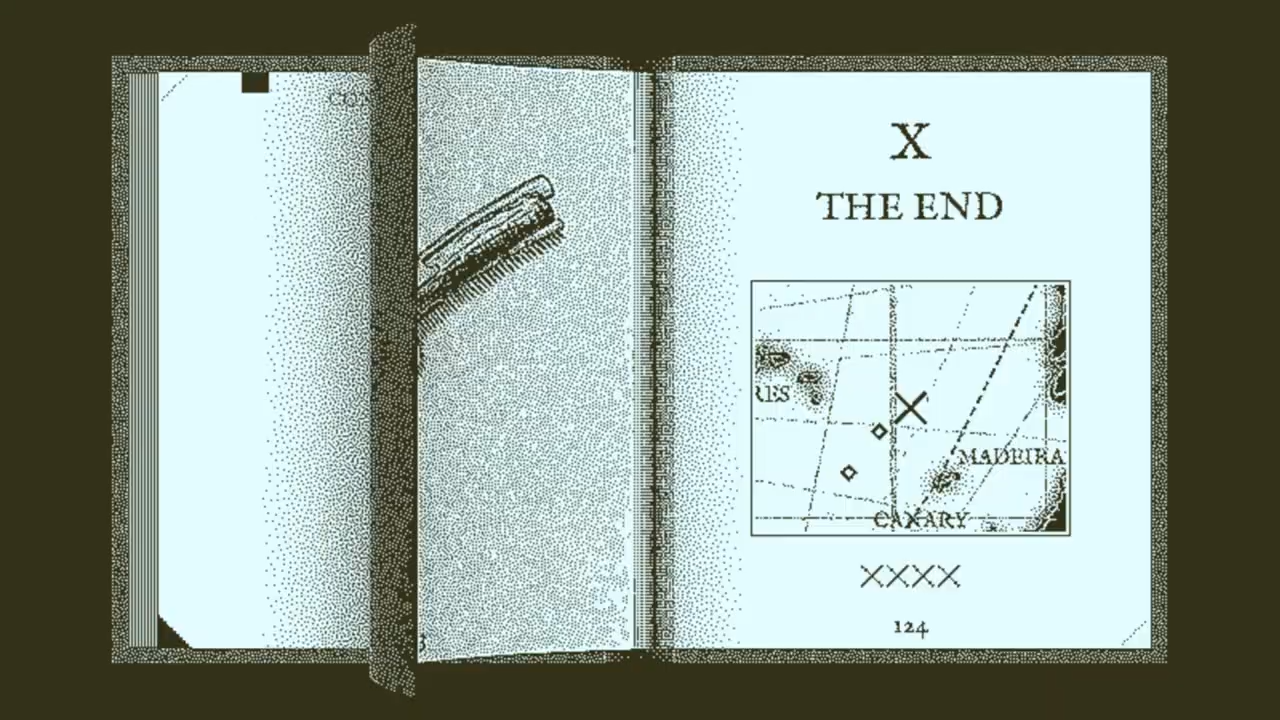 X
THE END
RES
MADEIRA
CANARY
XXXX
124